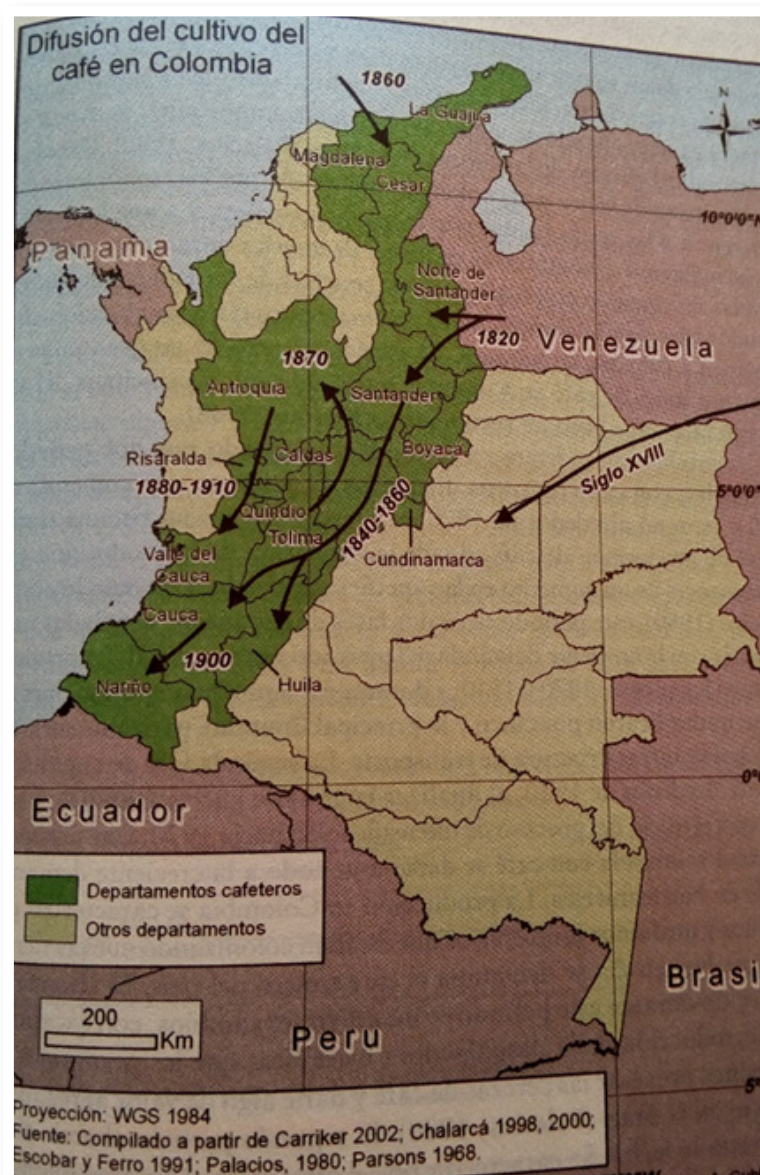 Difusión del cultivo del
café en Colombia
1860
La Guajira
N
Magdalena
Cesar
10°0'0"N
Panama
Norte de
Santander
1820
Venezuela
1870
Antioquia
Santander
Risaralda
Caldas
Boyacá
1880-1910
Siglo XVIII
5°0'0"
Quindio
Tolima
1840-1860
Valle del
Cauca
Cundinamarca
Cauca
1900
Nariño
Huila
0°
Ecuador
Departamentos cafeteros
Otros departamentos
Brasi
200
Km
Peru
5°
Proyección: WGS 1984
Fuente: Compilado a partir de Carriker 2002; Chalarcá 1998, 2000;
Escobar y Ferro 1991; Palacios, 1980; Parsons 1968.